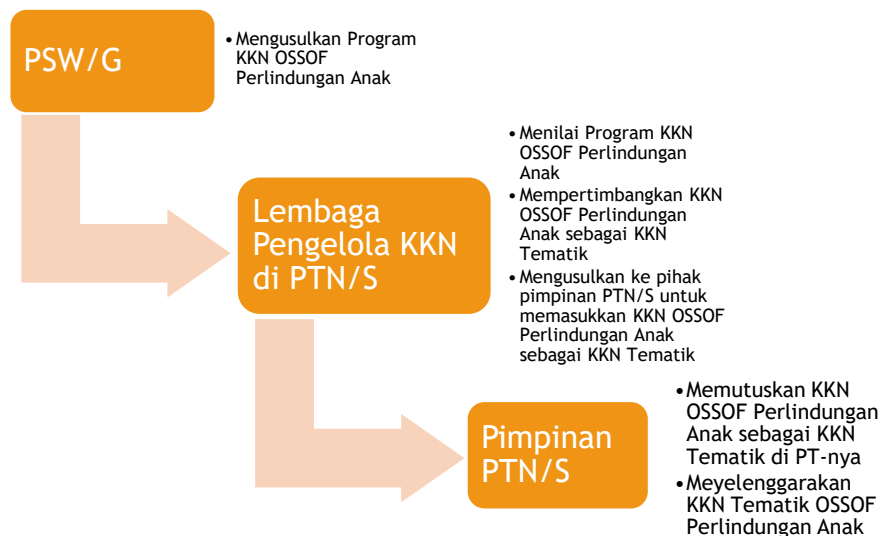 PSW/G
•Mengusulkan Program
KKN OSSOF
Perlindungan Anak
Lembaga
Pengelola KKN
di PTN/S
•Menilai Program KKN
OSSOF Perlindungan
Anak
•Mempertimbangkan KKN
OSSOF Perlindungan
Anak sebagai KKN
Tematik
•Mengusulkan ke pihak
pimpinan PTN/S untuk
memasukkan KKN OSSOF
Perlindungan Anak
sebagai KKN Tematik
Pimpinan
PTN/S
•Memutuskan KKN
OSSOF Perlindungan
Anak sebagai KKN
Tematik di PT-nya
•Meyelenggarakan
KKN Tematik OSSOF
Perlindungan Anak